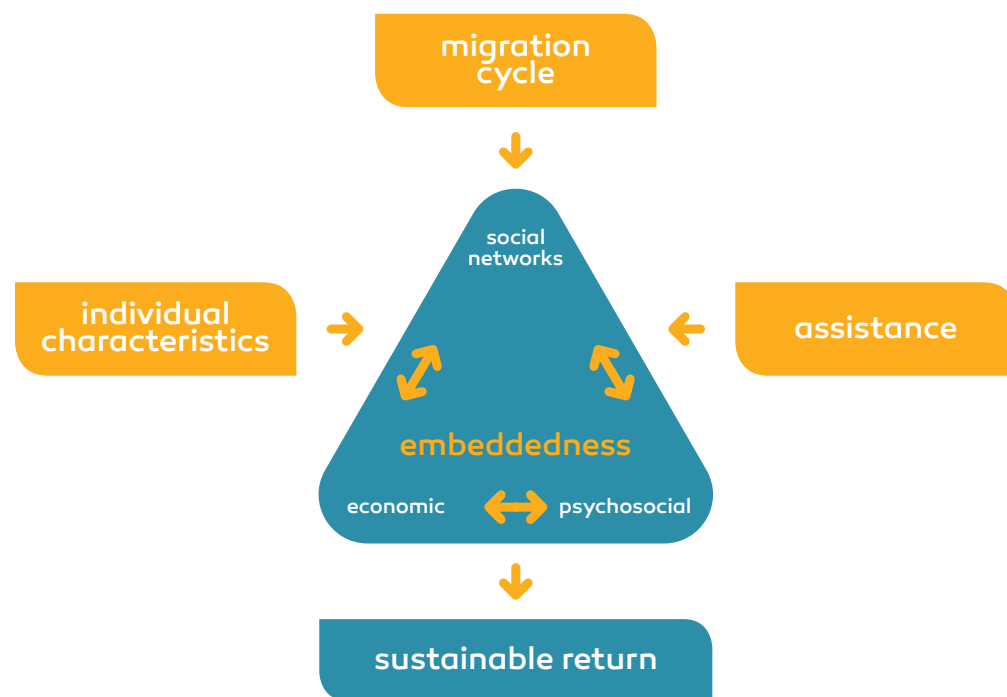 migration
cycle
social
networks
individual
characteristics
assistance
embeddedness
economic
psychosocial
sustainable return